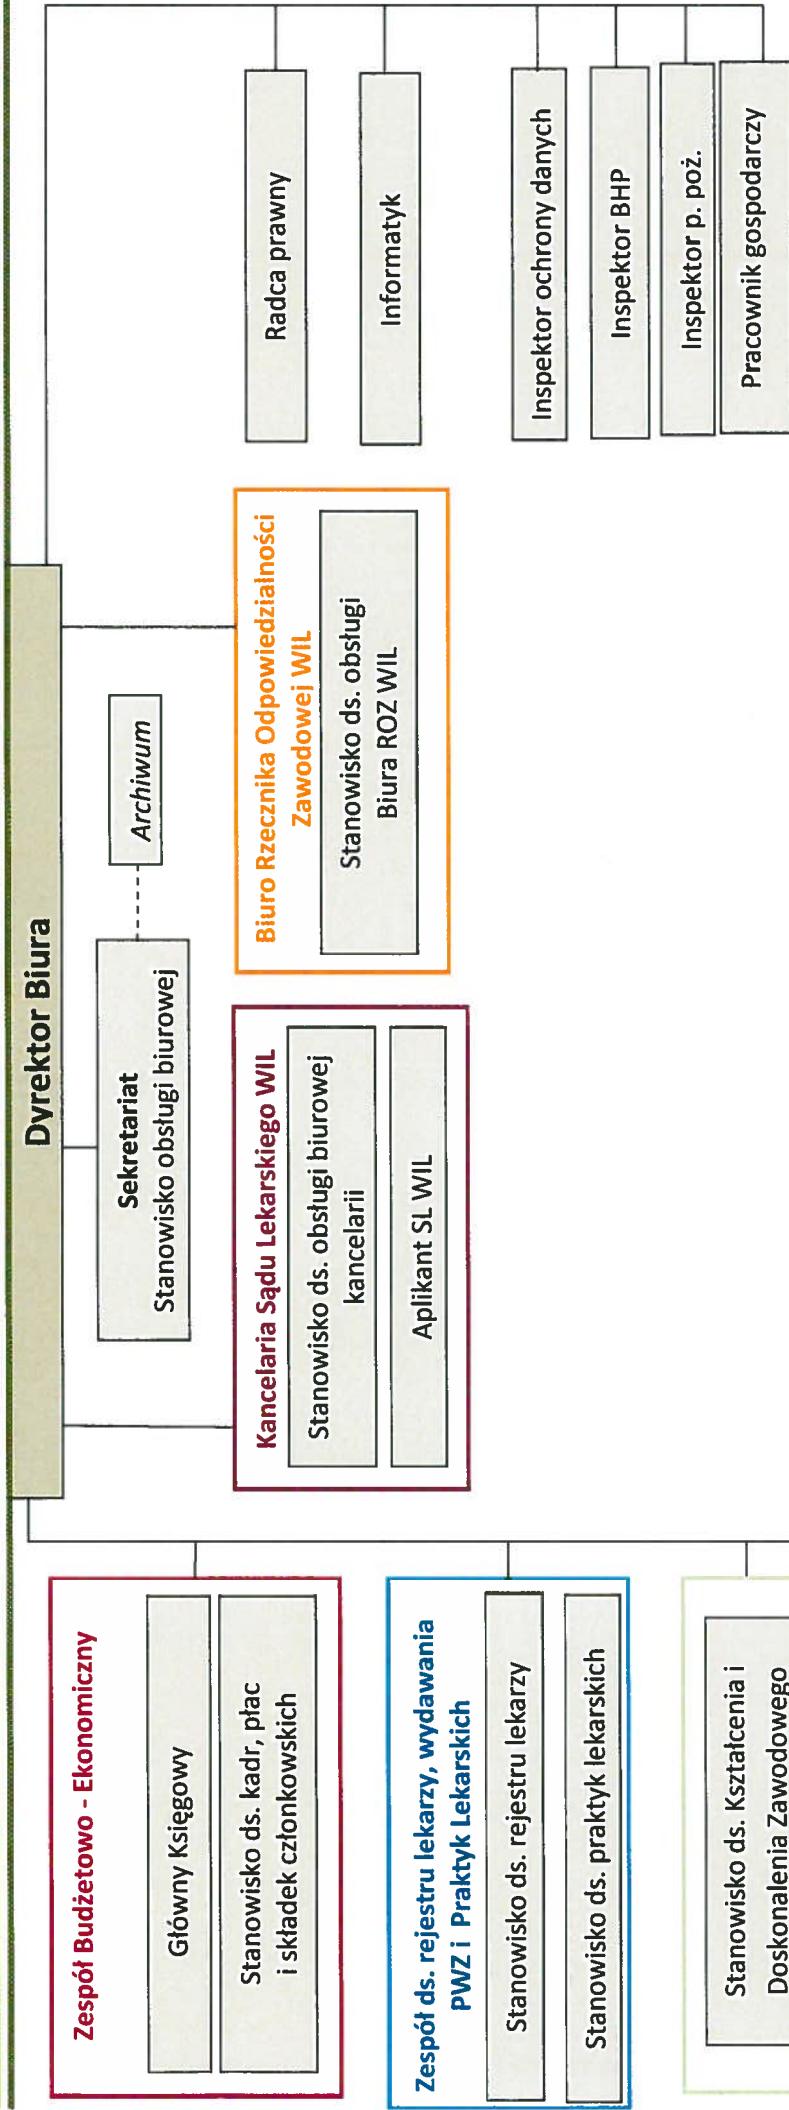 Dyrektor Biura
Sekretariat
Stanowisko obsługi biurowej
Archiwum
Zespół Budżetowo - Ekonomiczny
Główny Księgowy
Stanowisko ds. kadr, płac
i składek członkowskich
Zespół ds. rejestru lekarzy, wydawania
PWZ i Praktyk Lekarskich
Stanowisko ds. rejestru lekarzy
Stanowisko ds. praktyk lekarskich
Stanowisko ds. Kształcenia i
Doskonalenia Zawodowego
Kancelaria Sądu Lekarskiego WIL
Stanowisko ds. obsługi biurowej
kancelarii
Aplikant SL WIL
Biuro Rzecznika Odpowiedzialności
Zawodowej WIL
Stanowisko ds. obsługi
Biura ROZ WIL
Radca prawny
Informatyk
Inspektor ochrony danych
Inspektor BHP
Inspektor p. poż.
Pracownik gospodarczy